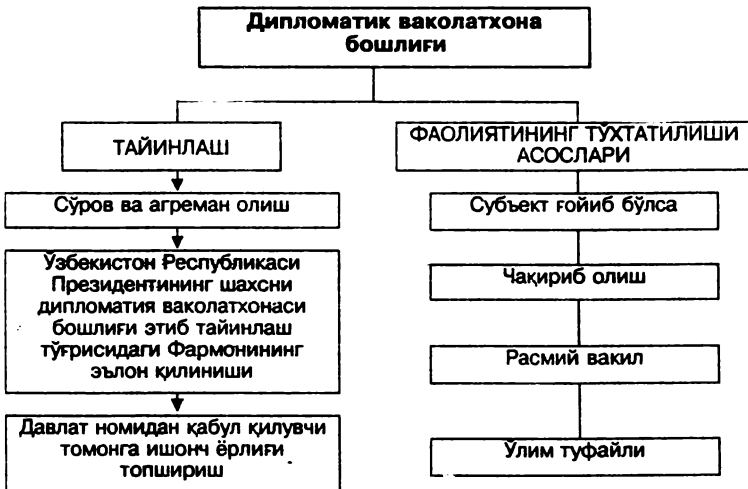 Дипломатик ваколатхона
бошлиғи
ТАЙИНЛАШ
Сўров ва агреман олиш
Ўзбекистон Республикаси
Президентининг шахсни
дипломатия ваколатхонаси
бошлиғи этиб тайинлаш
тўғрисидаги Фармонининг
эълон қилиниши
Давлат номидан қабул қилувчи
томонга ишонч ёрлиғи
топшириш
ФАОЛИЯТИНИНГ ТЎХТАТИЛИШИ
АСОСЛАРИ
Субъект ғойиб бўлса
Чақириб олиш
Расмий вакил
Ўлим туфайли